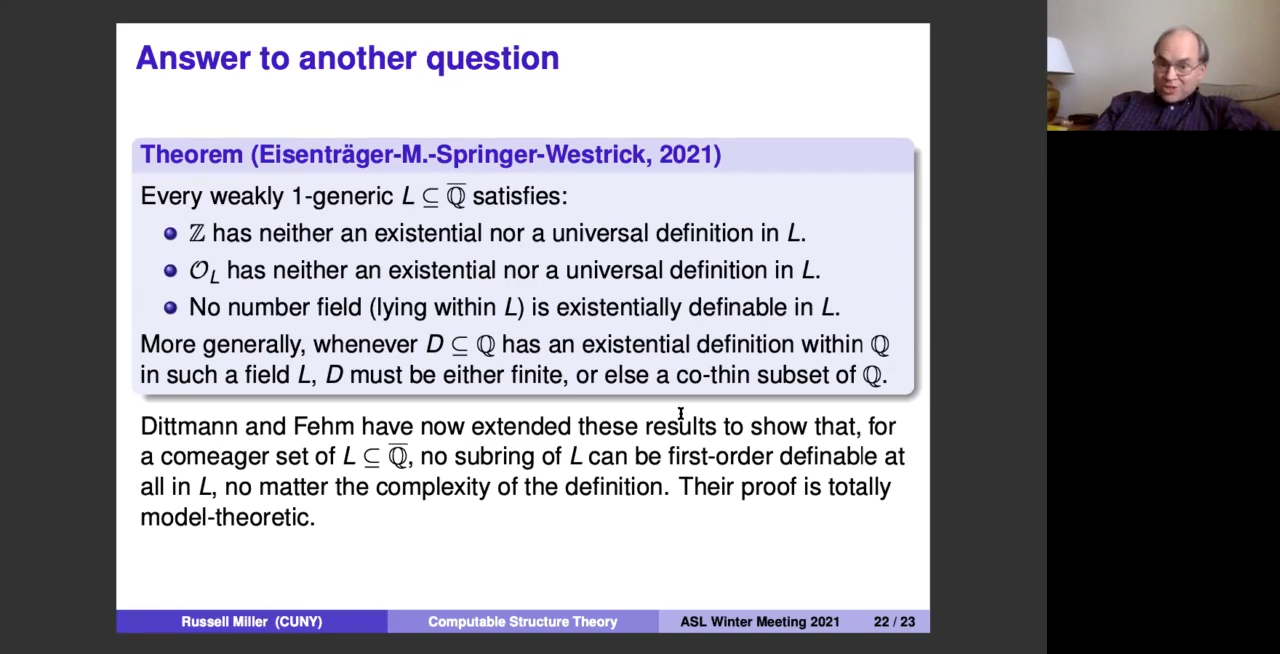 Answer to another question
Theorem (Eisenträger-M.-Springer-Westrick, 2021)
Every weakly 1-generic L ⊆ ℚ̅ satisfies:
ℤ has neither an existential nor a universal definition in L.
𝒪_L has neither an existential nor a universal definition in L.
No number field (lying within L) is existentially definable in L.
More generally, whenever D ⊆ ℚ has an existential definition within ℚ
in such a field L, D must be either finite, or else a co-thin subset of ℚ.
Dittmann and Fehm have now extended these results to show that, for
a comeager set of L ⊆ ℚ̅, no subring of L can be first-order definable at
all in L, no matter the complexity of the definition. Their proof is totally
model-theoretic.
Russell Miller (CUNY) Computable Structure Theory ASL Winter Meeting 2021 22 / 23